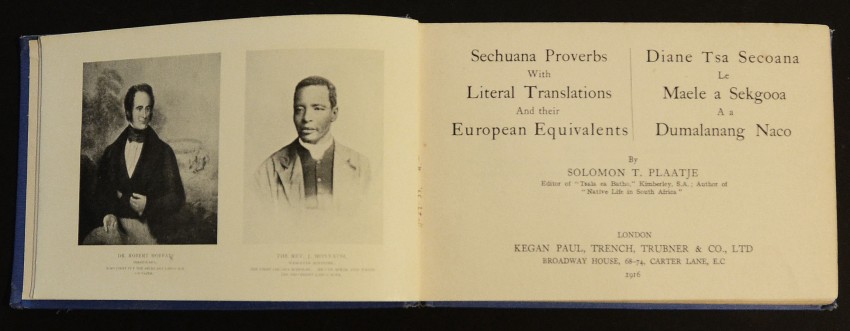 DR. ROBERT MOFFAT,
THE REV. J. MONYATSI,
Sechuana Proverbs
With
Literal Translations
And their
European Equivalents
Diane Tsa Secoana
Le
Maele a Sekgooa
A a
Dumalanang Naco
By
SOLOMON T. PLAATJE
Editor of "Tsala ea Batho," Kimberley, S.A.; Author of
"Native Life in South Africa"
LONDON
KEGAN PAUL, TRENCH, TRUBNER & CO., LTD
BROADWAY HOUSE, 68-74, CARTER LANE, E.C
1916